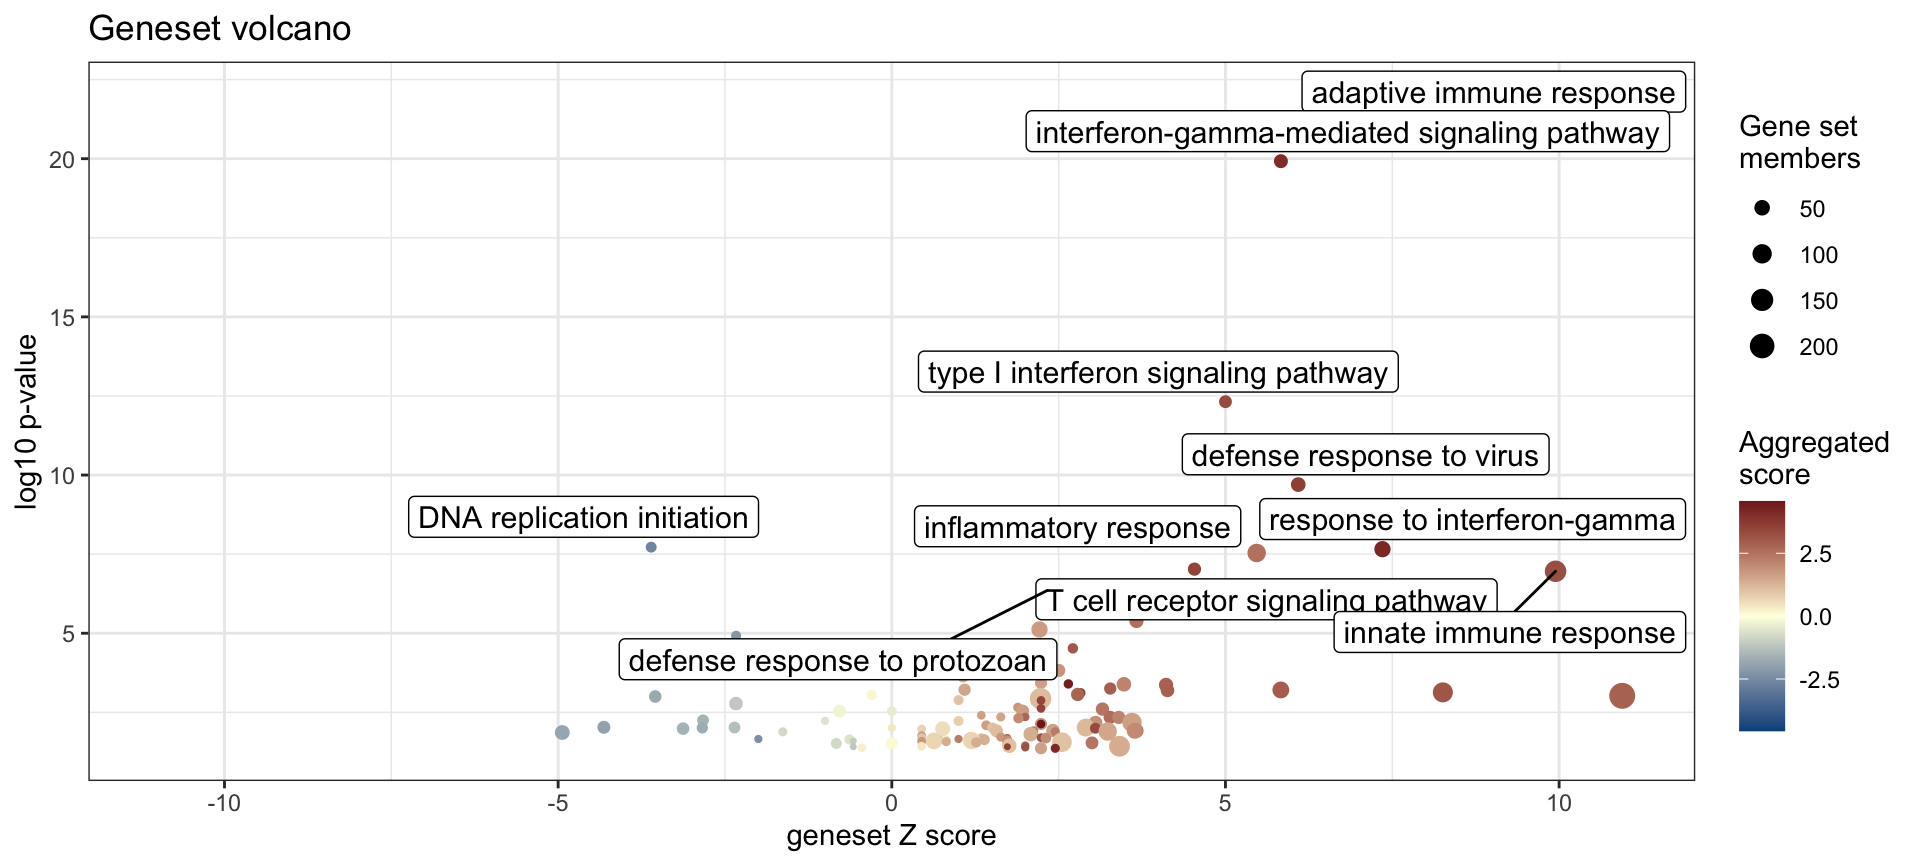 Geneset volcano
adaptive immune response
interferon-gamma-mediated signaling pathway
type I interferon signaling pathway
defense response to virus
DNA replication initiation
inflammatory response
response to interferon-gamma
T cell receptor signaling pathway
innate immune response
defense response to protozoan
log10 p-value
20
15
10
5
-10
-5
0
5
10
geneset Z score
Gene set
members
50
100
150
200
Aggregated
score
2.5
0.0
-2.5